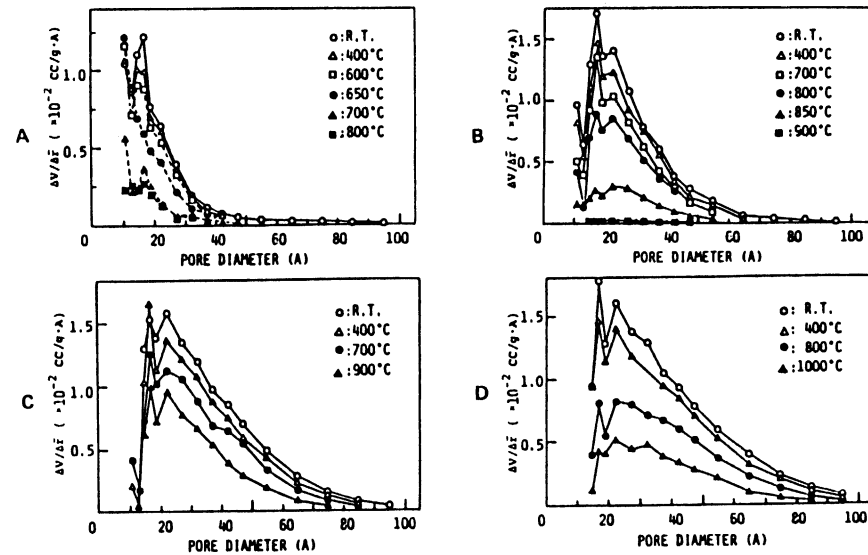 A
ΔV/Δr̄ ( ×10⁻² CC/g·A)
1.0
0.5
○:R.T.
△:400°C
□:600°C
●:650°C
▲:700°C
■:800°C
0 20 40 60 80 100
PORE DIAMETER (A)
B
ΔV/Δr̄ ( ×10⁻² CC/g·A)
1.5
1.0
0.5
○:R.T.
△:400°C
□:700°C
●:800°C
▲:850°C
■:900°C
0 20 40 60 80 100
PORE DIAMETER (A)
C
ΔV/Δr̄ ( ×10⁻² CC/g·A)
1.5
1.0
0.5
○:R.T.
△:400°C
●:700°C
▲:900°C
0 20 40 60 80 100
PORE DIAMETER (A)
D
ΔV/Δr̄ ( ×10⁻² CC/g·A)
1.5
1.0
0.5
○: R.T.
△: 400°C
●: 800°C
▲:1000°C
0 20 40 60 80 100
PORE DIAMETER (A)